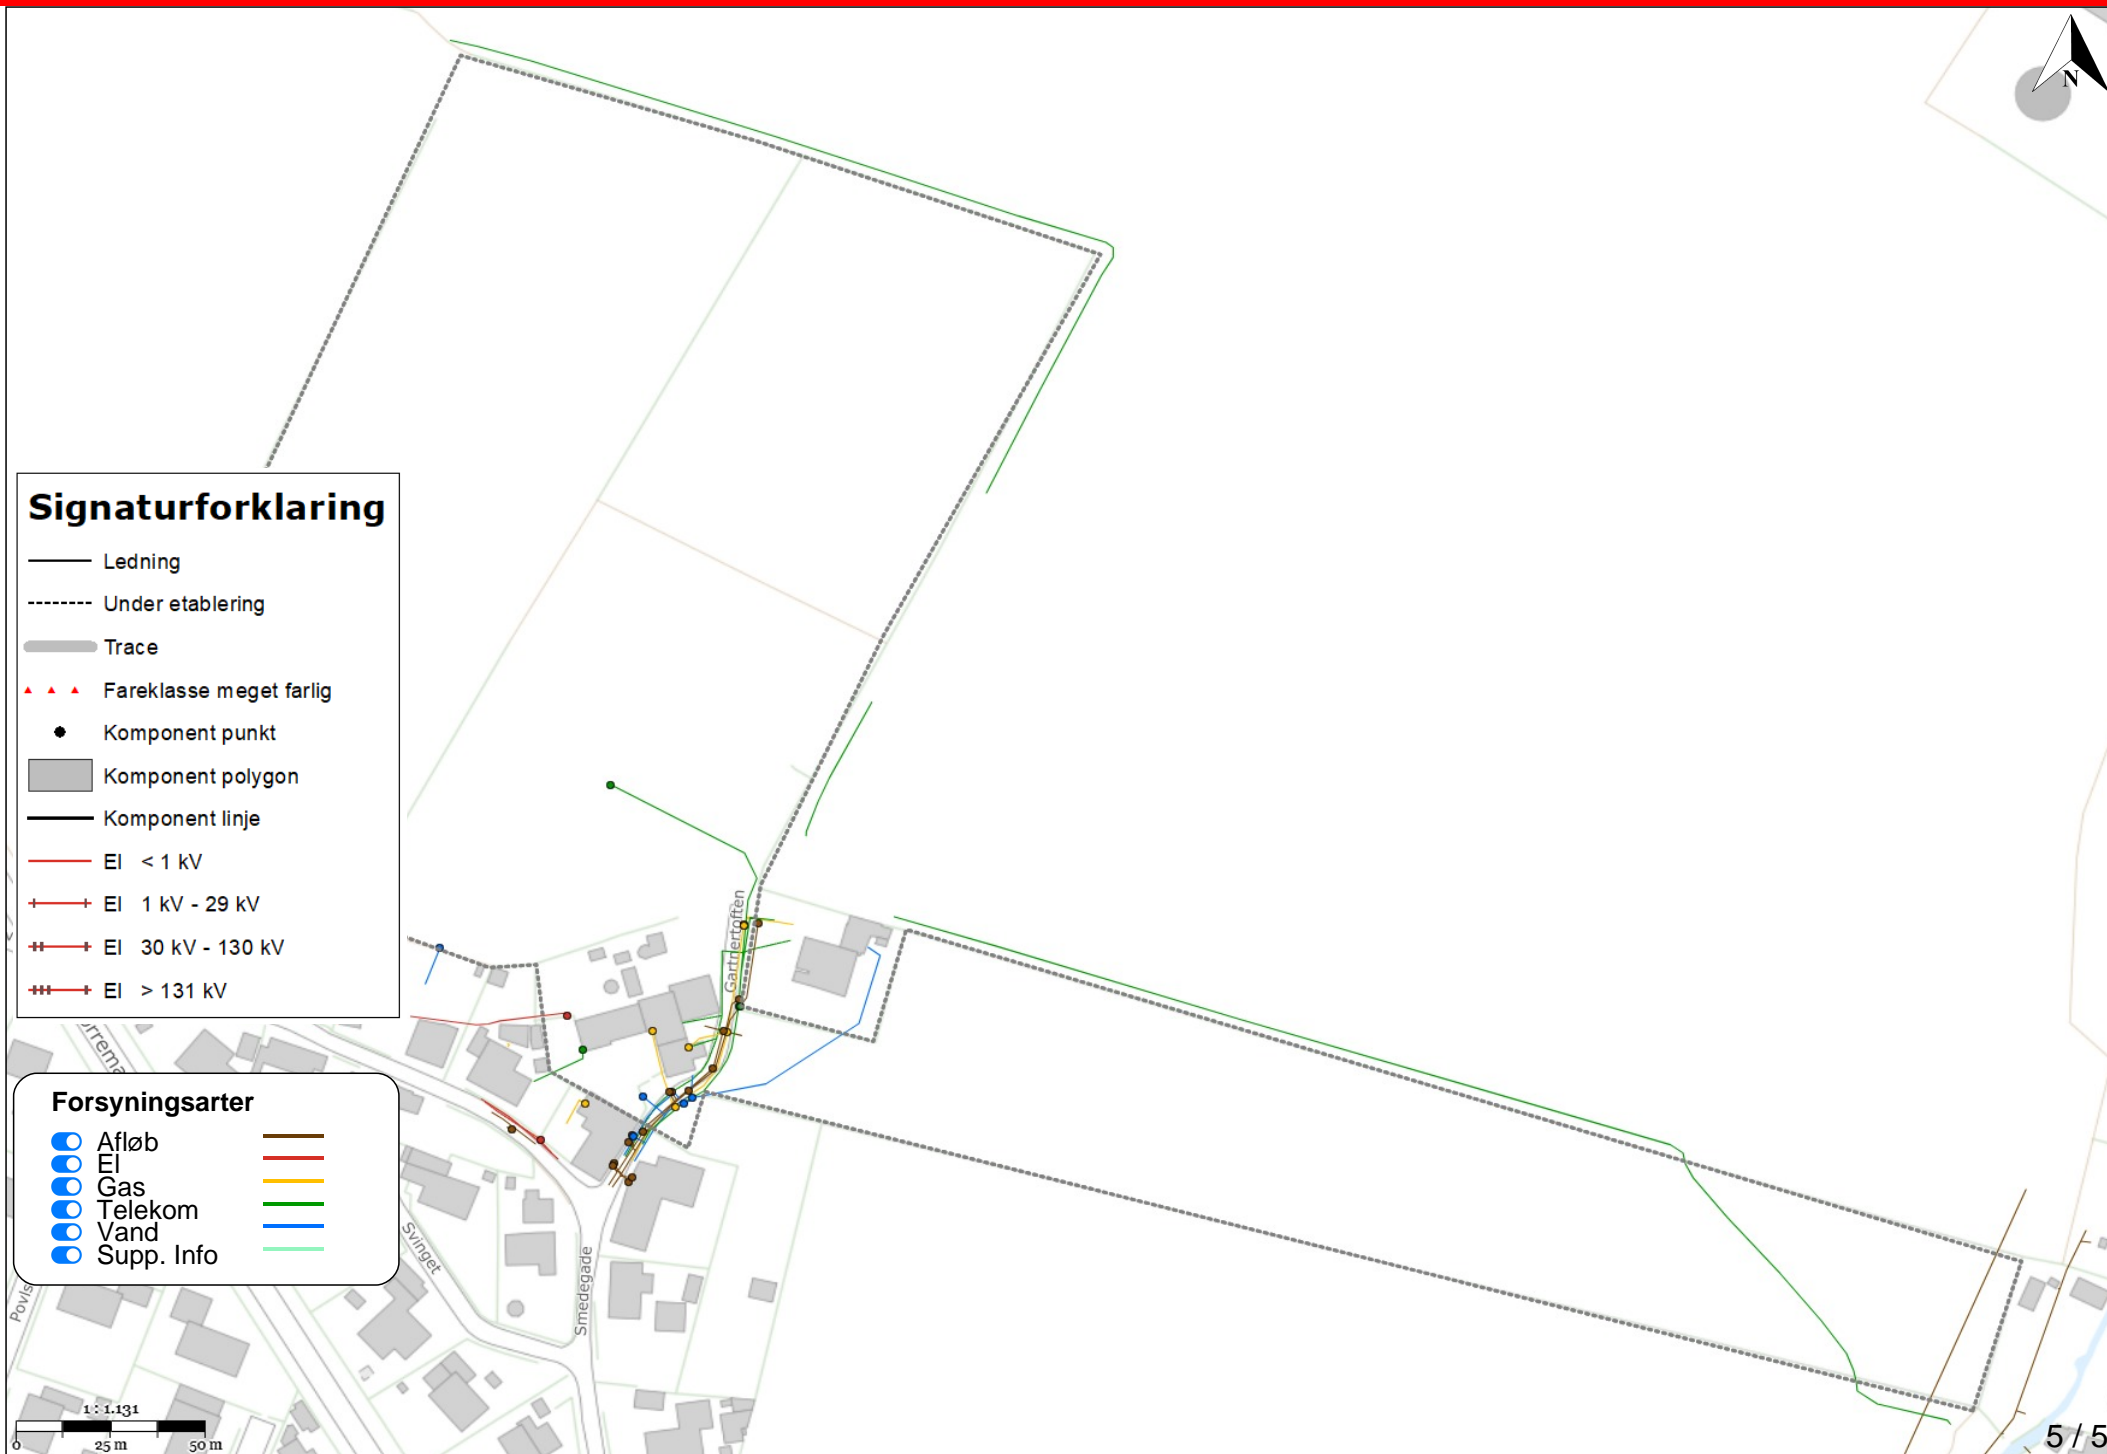 N
Signaturforklaring
Ledning
Under etablering
Trace
Fareklasse meget farlig
Komponent punkt
Komponent polygon
Komponent linje
El < 1 kV
El 1 kV - 29 kV
El 30 kV - 130 kV
El > 131 kV
Gartnertoften
Forsyningsarter
Afløb
El
Gas
Telekom
Vand
Supp. Info
Svinget
Smedegade
1 : 1.131
0 25 m 50 m
5 / 5